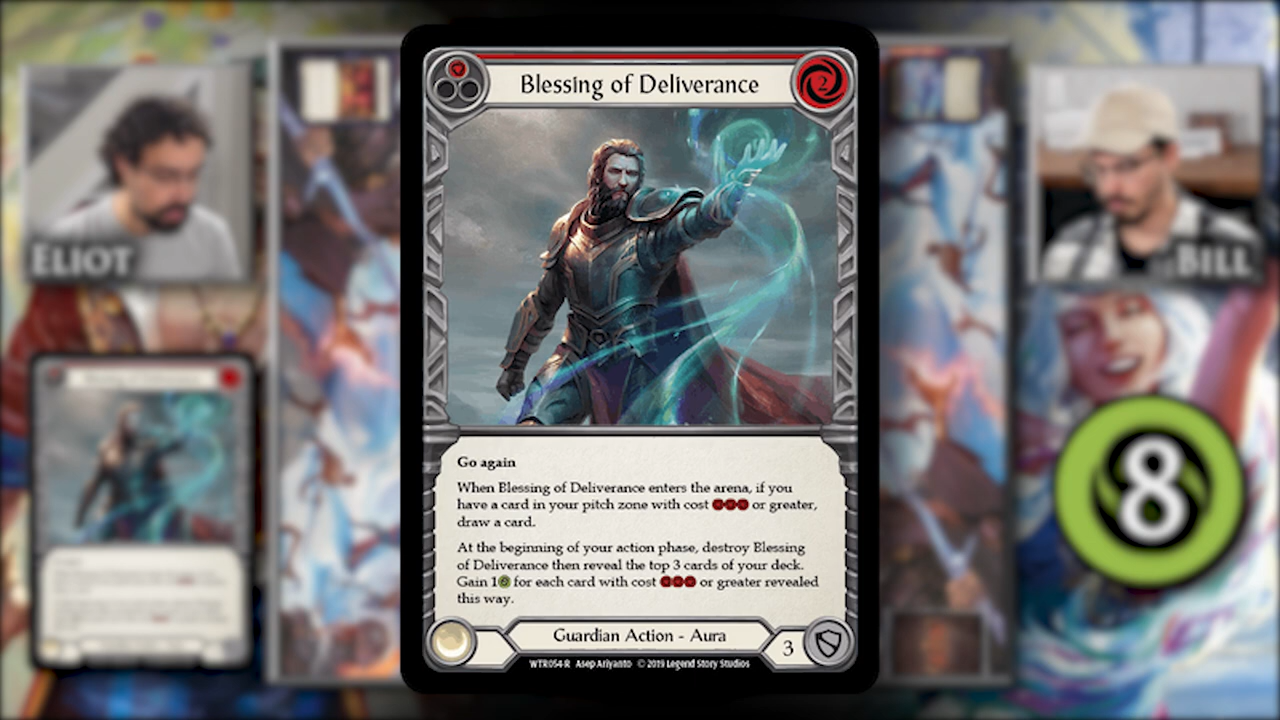 Blessing of Deliverance
2
Go again
When Blessing of Deliverance enters the arena, if you
have a card in your pitch zone with cost or greater,
draw a card.
At the beginning of your action phase, destroy Blessing
of Deliverance then reveal the top 3 cards of your deck.
Gain 1 for each card with cost or greater revealed
this way.
Guardian Action - Aura
3
WTR054-R Asep Ariyanto © 2019 Legend Story Studios
ELIOT
BILL
8